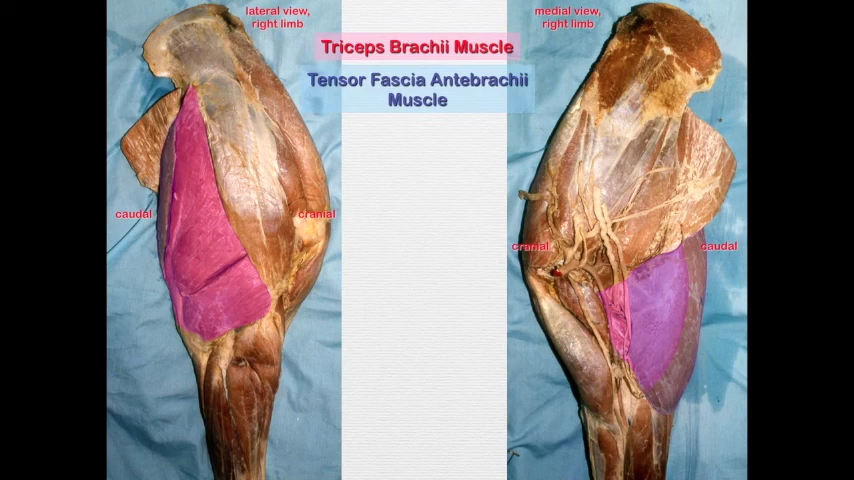 lateral view,
right limb
medial view,
right limb
Triceps Brachii Muscle
Tensor Fascia Antebrachii
Muscle
caudal
cranial
cranial
caudal